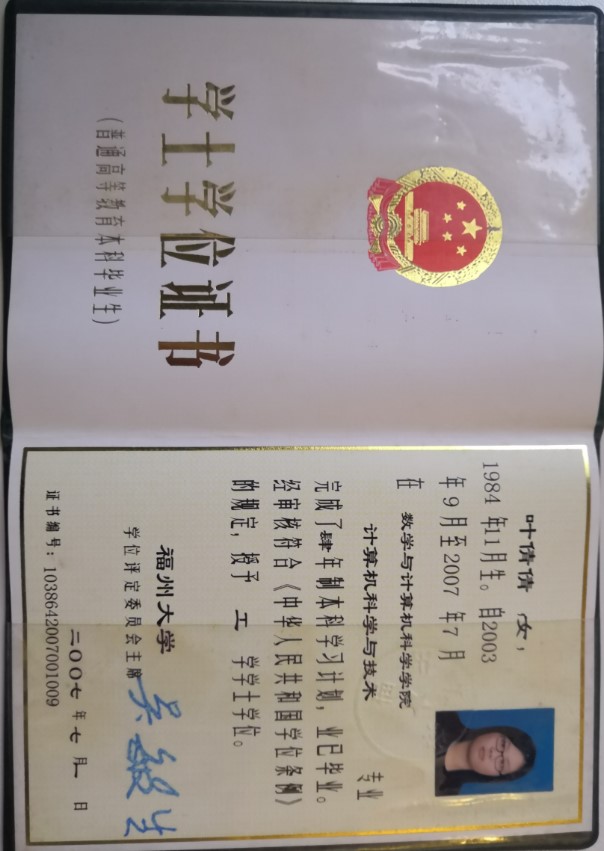 学士学位证书
(普通高等教育本科毕业生)
叶倩倩 女,
1984 年11月生。自2003
年 9 月至2007 年 7 月
在 数学与计算机科学学院
计算机科学与技术 专业
完成了肆年制本科学习计划,业已毕业。
经审核符合《中华人民共和国学位条例》
的规定,授予 工 学学士学位。
福州大学
学位评定委员会主席
二〇〇七 年 七 月一 日
证书编号:1038642007001009